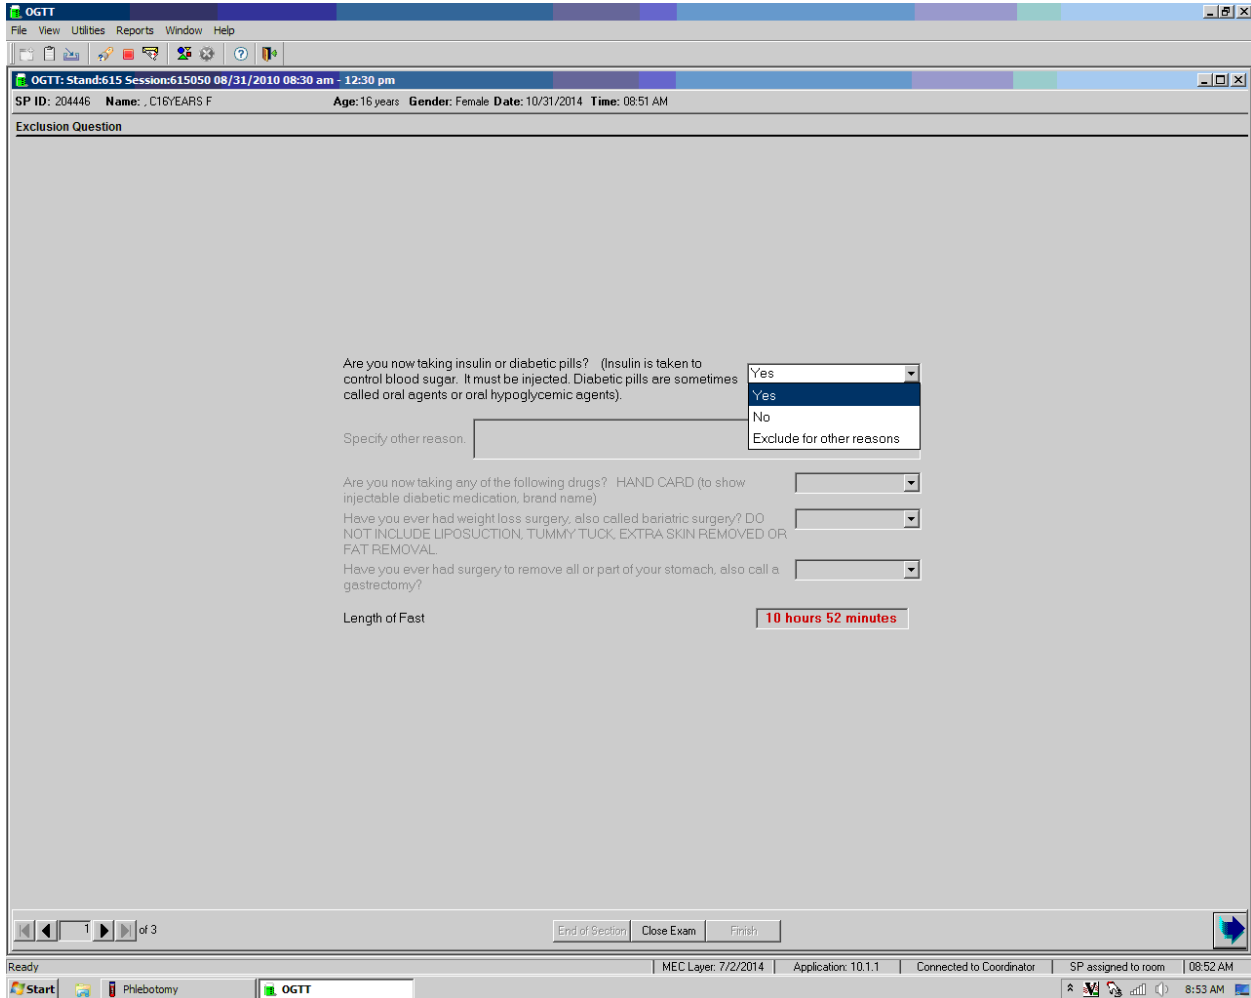 OGTT
File View Utilities Reports Window Help
OGTT: Stand:615 Session:615050 08/31/2010 08:30 am - 12:30 pm
SP ID: 204446 Name: , C16YEARS F Age: 16 years Gender: Female Date: 10/31/2014 Time: 08:51 AM
Exclusion Question
Are you now taking insulin or diabetic pills? (Insulin is taken to
control blood sugar. It must be injected. Diabetic pills are sometimes
called oral agents or oral hypoglycemic agents).
Yes
Yes
No
Exclude for other reasons
Specify other reason.
Are you now taking any of the following drugs? HAND CARD (to show
injectable diabetic medication, brand name)
Have you ever had weight loss surgery, also called bariatric surgery? DO
NOT INCLUDE LIPOSUCTION, TUMMY TUCK, EXTRA SKIN REMOVED OR
FAT REMOVAL.
Have you ever had surgery to remove all or part of your stomach, also call a
gastrectomy?
Length of Fast 10 hours 52 minutes
1 of 3 End of Section Close Exam Finish
Ready MEC Layer: 7/2/2014 Application: 10.1.1 Connected to Coordinator SP assigned to room 08:52 AM
Start Phlebotomy OGTT 8:53 AM